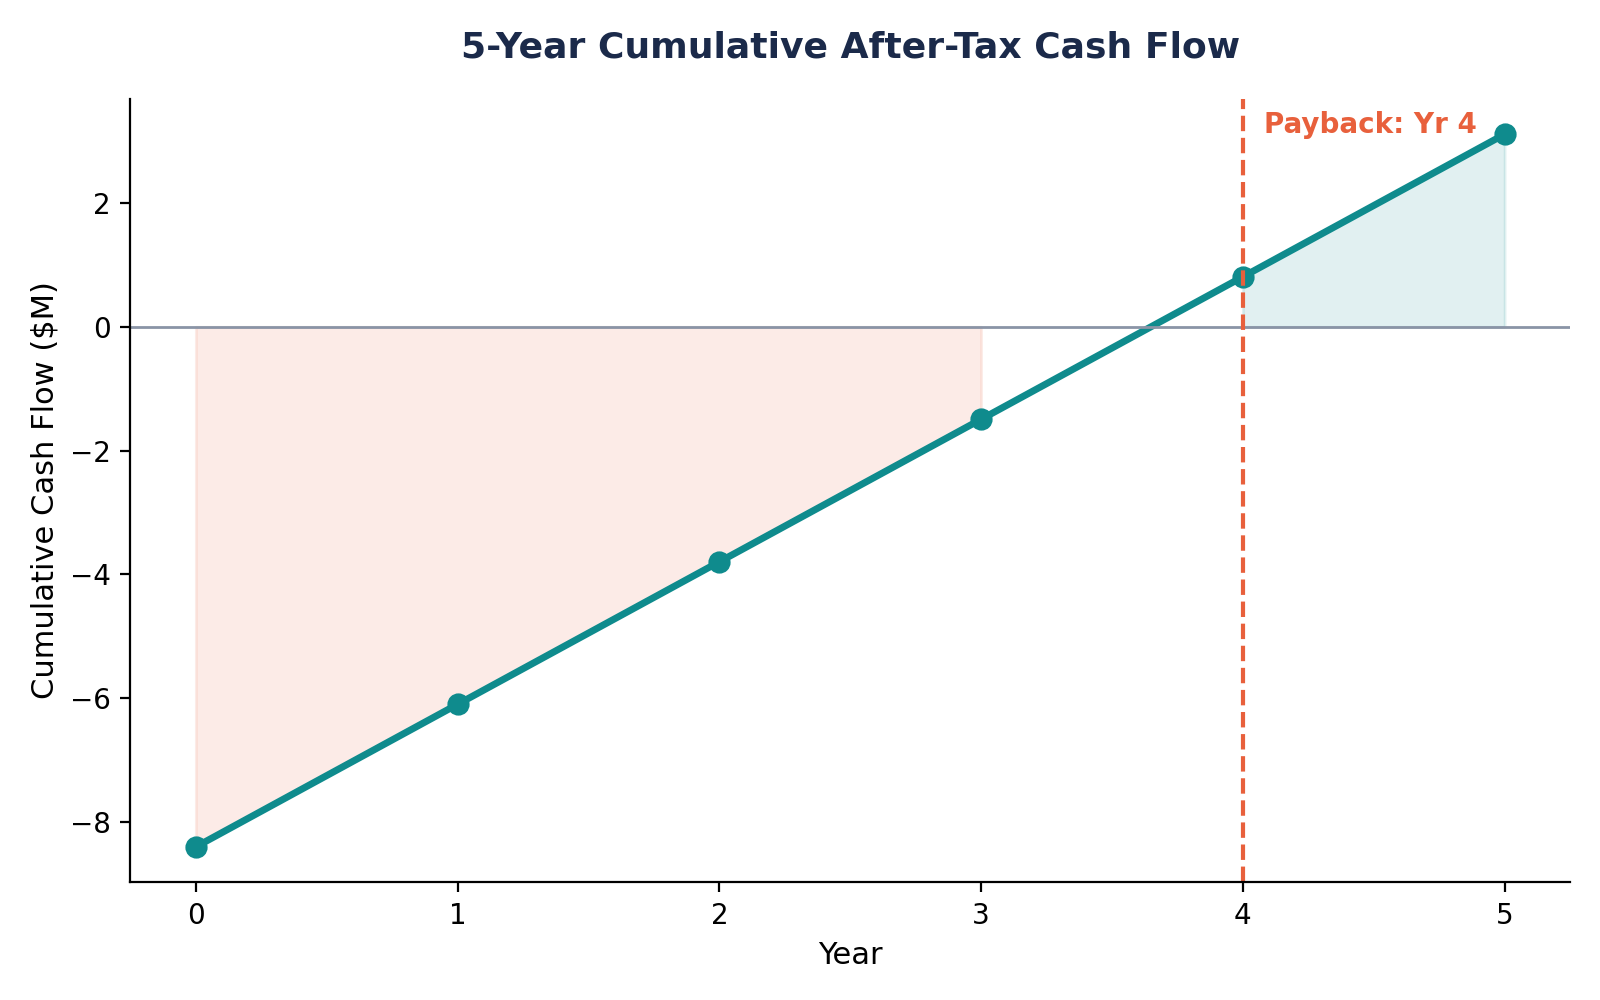 5-Year Cumulative After-Tax Cash Flow
Payback: Yr 4
Cumulative Cash Flow ($M)
2
0
−2
−4
−6
−8
0 1 2 3 4 5
Year